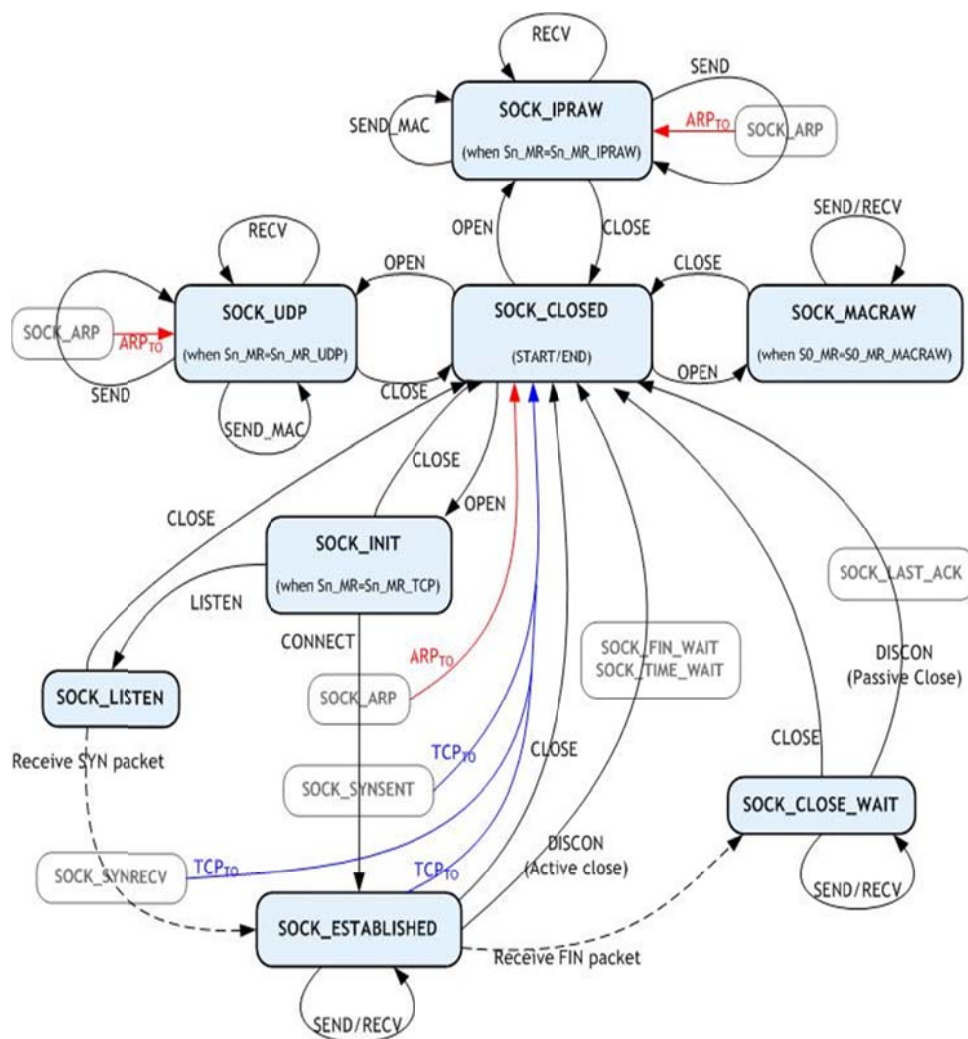 RECV
SEND
SOCK_IPRAW
SEND_MAC
ARPTO
SOCK_ARP
(when Sn_MR=Sn_MR_IPRAW)
SEND/RECV
RECV
OPEN
CLOSE
OPEN
CLOSE
SOCK_UDP
SOCK_CLOSED
SOCK_MACRAW
SOCK_ARP
ARPTO
(when Sn_MR=Sn_MR_UDP)
(START/END)
(when S0_MR=S0_MR_MACRAW)
SEND
CLOSE
OPEN
SEND_MAC
CLOSE
OPEN
CLOSE
SOCK_INIT
(when Sn_MR=Sn_MR_TCP)
SOCK_LAST_ACK
LISTEN
CONNECT
SOCK_FIN_WAIT
SOCK_TIME_WAIT
ARPTO
DISCON
(Passive Close)
SOCK_LISTEN
SOCK_ARP
Receive SYN packet
TCPTO
CLOSE
CLOSE
SOCK_SYNSENT
SOCK_CLOSE_WAIT
DISCON
(Active close)
SOCK_SYNRECV
TCPTO
TCPTO
SEND/RECV
SOCK_ESTABLISHED
Receive FIN packet
SEND/RECV